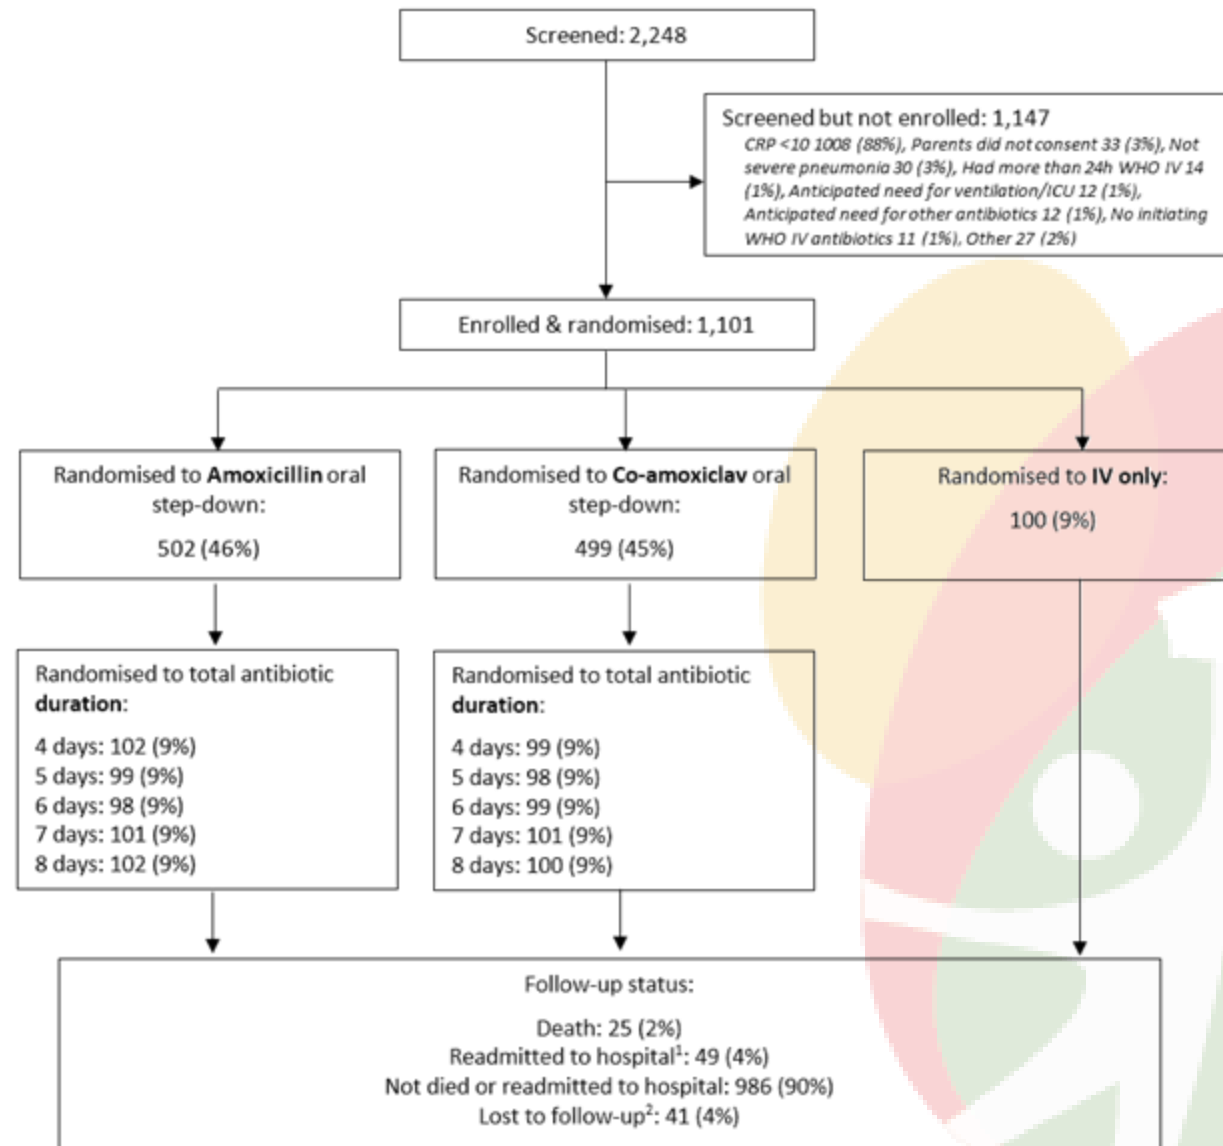 Screened: 2,248
Screened but not enrolled: 1,147
CRP <10 1008 (88%), Parents did not consent 33 (3%), Not
severe pneumonia 30 (3%), Had more than 24h WHO IV 14
(1%), Anticipated need for ventilation/ICU 12 (1%),
Anticipated need for other antibiotics 12 (1%), No initiating
WHO IV antibiotics 11 (1%), Other 27 (2%)
Enrolled & randomised: 1,101
Randomised to Amoxicillin oral
step-down:
502 (46%)
Randomised to Co-amoxiclav oral
step-down:
499 (45%)
Randomised to IV only:
100 (9%)
Randomised to total antibiotic
duration:
4 days: 102 (9%)
5 days: 99 (9%)
6 days: 98 (9%)
7 days: 101 (9%)
8 days: 102 (9%)
Randomised to total antibiotic
duration:
4 days: 99 (9%)
5 days: 98 (9%)
6 days: 99 (9%)
7 days: 101 (9%)
8 days: 100 (9%)
Follow-up status:
Death: 25 (2%)
Readmitted to hospital¹: 49 (4%)
Not died or readmitted to hospital: 986 (90%)
Lost to follow-up²: 41 (4%)